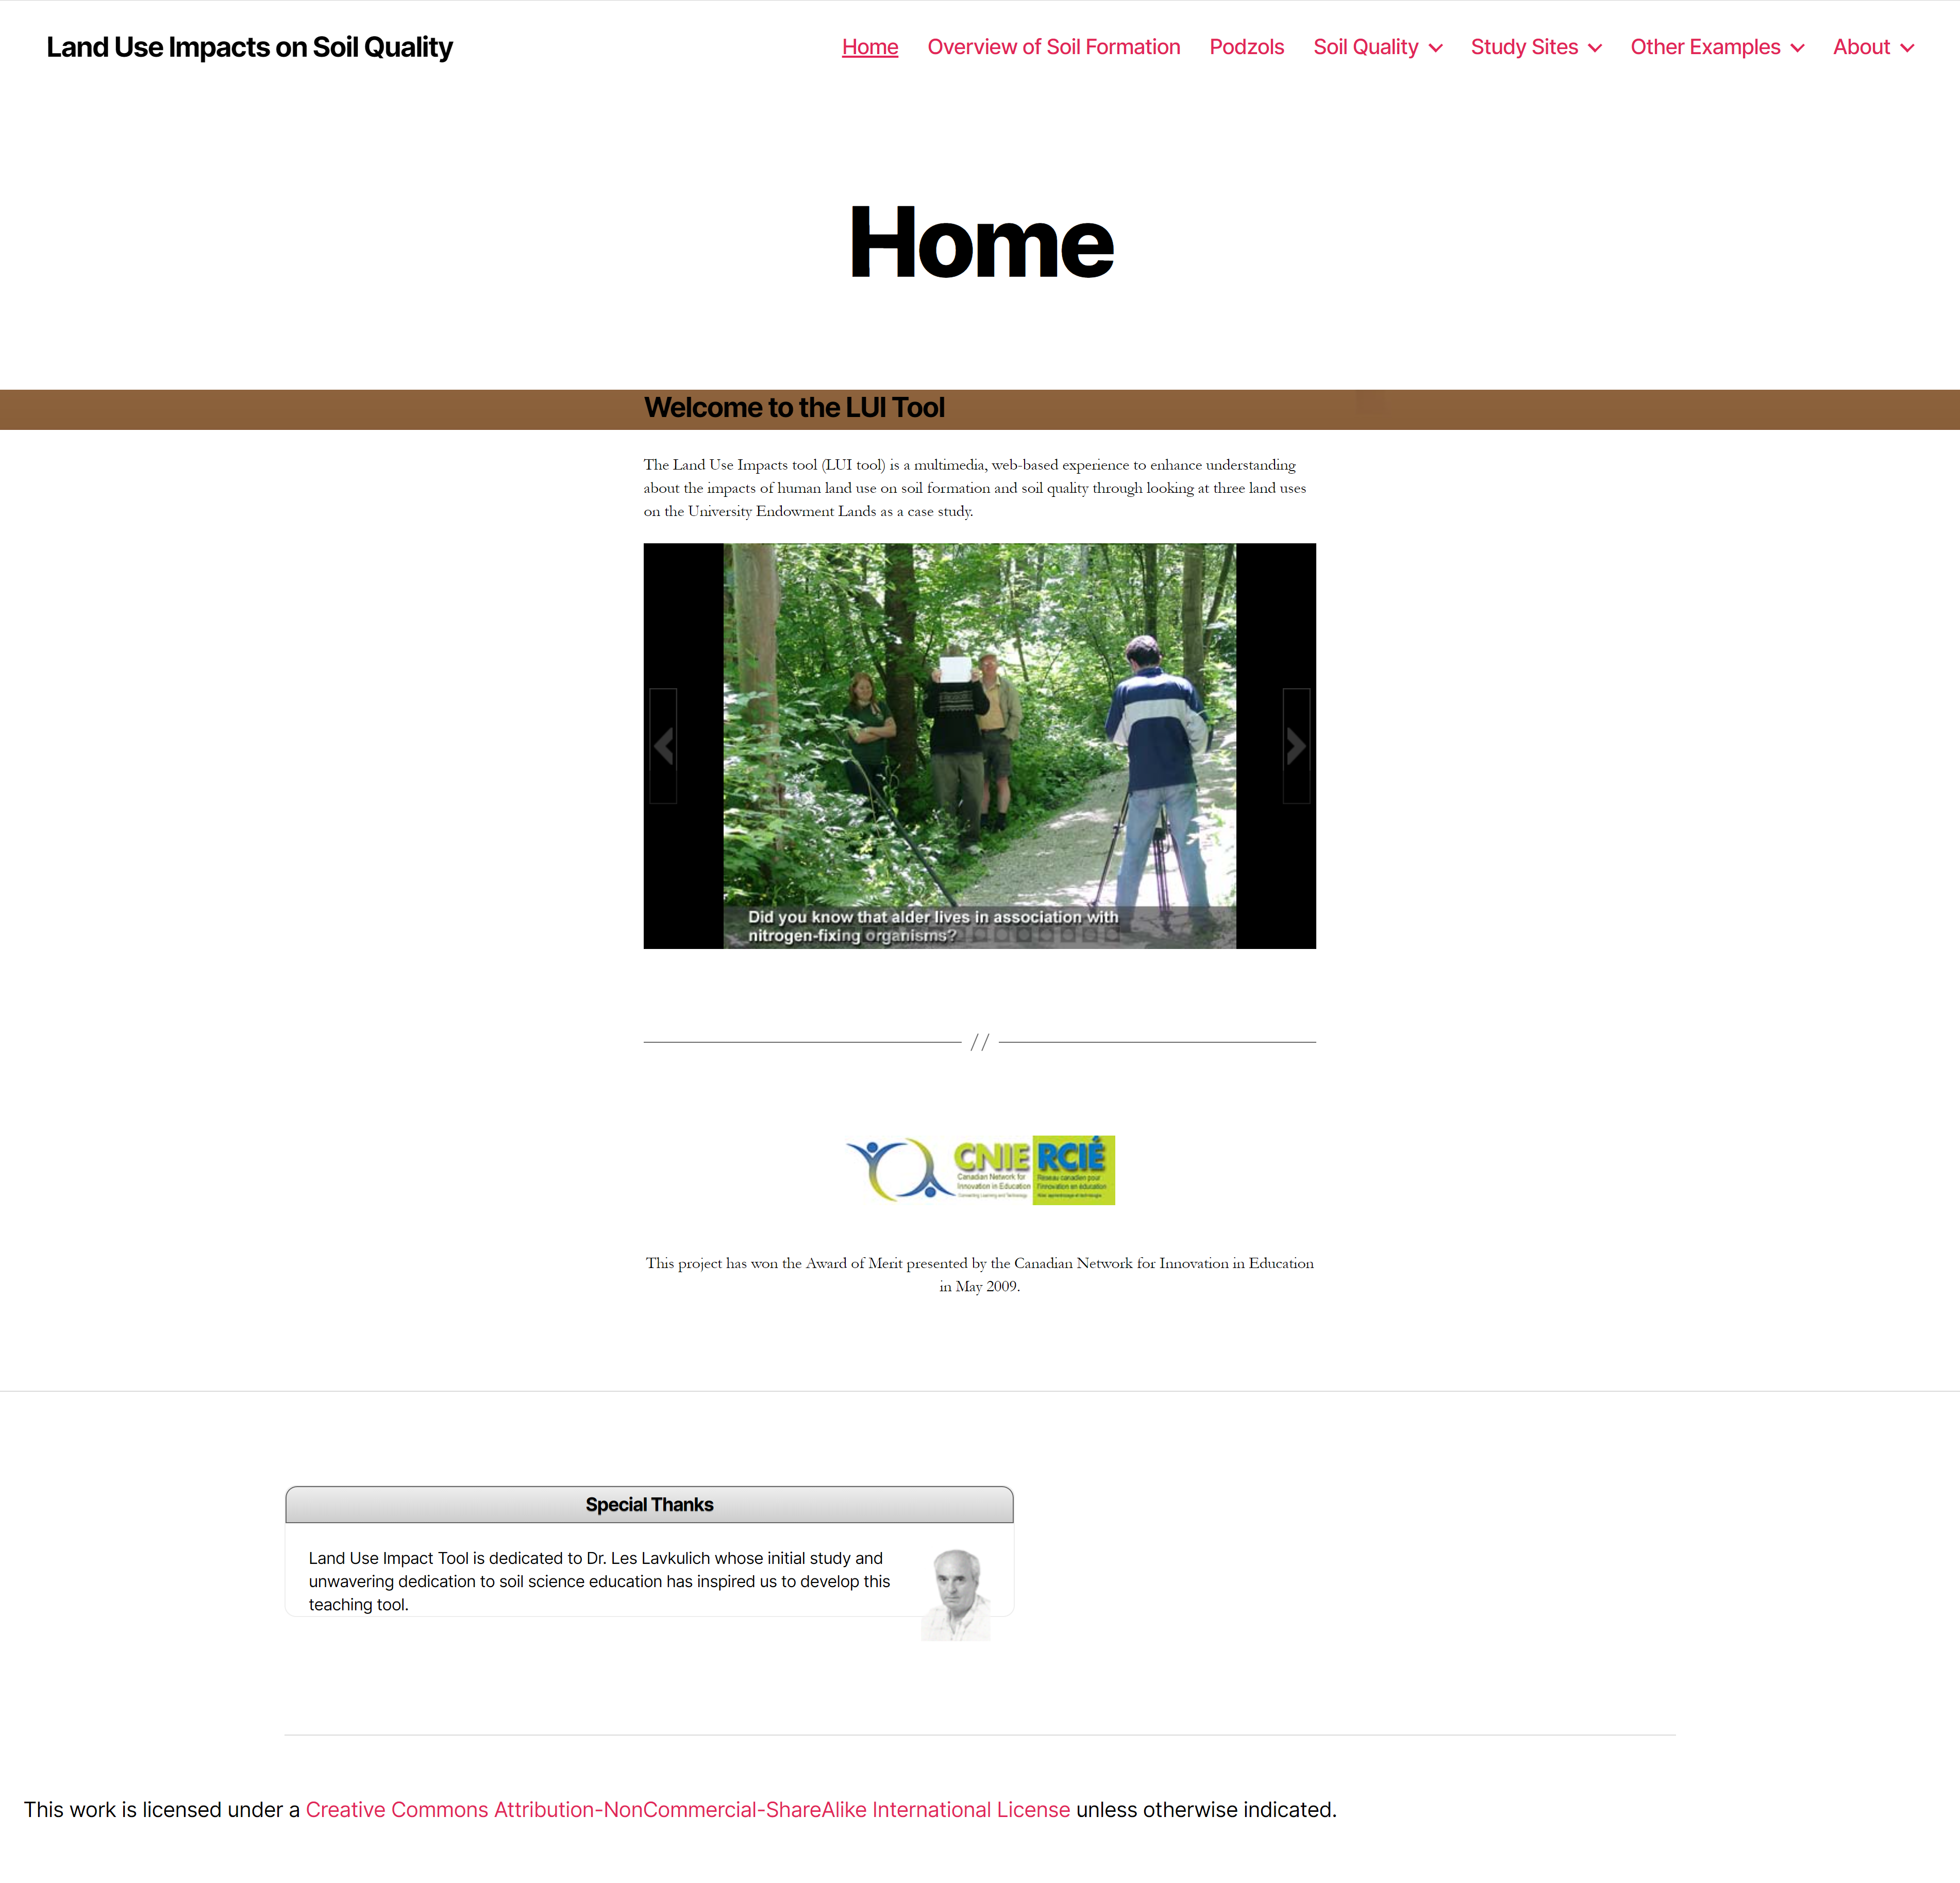 Land Use Impacts on Soil Quality
Home Overview of Soil Formation Podzols Soil Quality Study Sites Other Examples About
Home
Welcome to the LUI Tool
The Land Use Impacts tool (LUI tool) is a multimedia, web-based experience to enhance understanding
about the impacts of human land use on soil formation and soil quality through looking at three land uses
on the University Endowment Lands as a case study.
Did you know that alder lives in association with
nitrogen-fixing organisms?
//
CNIE RCIÉ
Canadian Network for
Innovation in Education
Connecting Learning and Technology
Réseau canadien pour
l'innovation en éducation
Allier apprentissage et technologie
This project has won the Award of Merit presented by the Canadian Network for Innovation in Education
in May 2009.
Special Thanks
Land Use Impact Tool is dedicated to Dr. Les Lavkulich whose initial study and
unwavering dedication to soil science education has inspired us to develop this
teaching tool.
This work is licensed under a Creative Commons Attribution-NonCommercial-ShareAlike International License unless otherwise indicated.